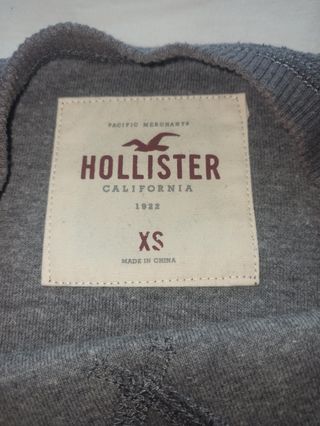 PACIFIC MERCHANTS
HOLLISTER
CALIFORNIA
1922
XS
MADE IN CHINA